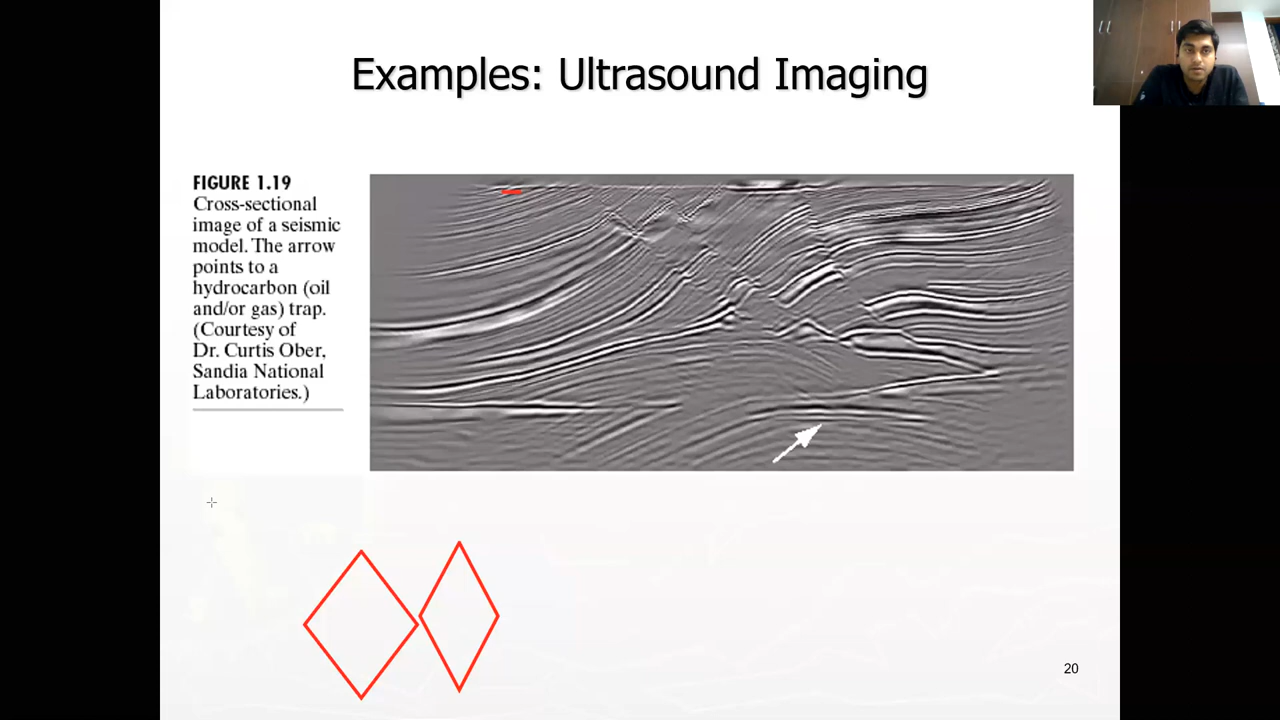 Examples: Ultrasound Imaging
FIGURE 1.19
Cross-sectional
image of a seismic
model. The arrow
points to a
hydrocarbon (oil
and/or gas) trap.
(Courtesy of
Dr. Curtis Ober,
Sandia National
Laboratories.)
20